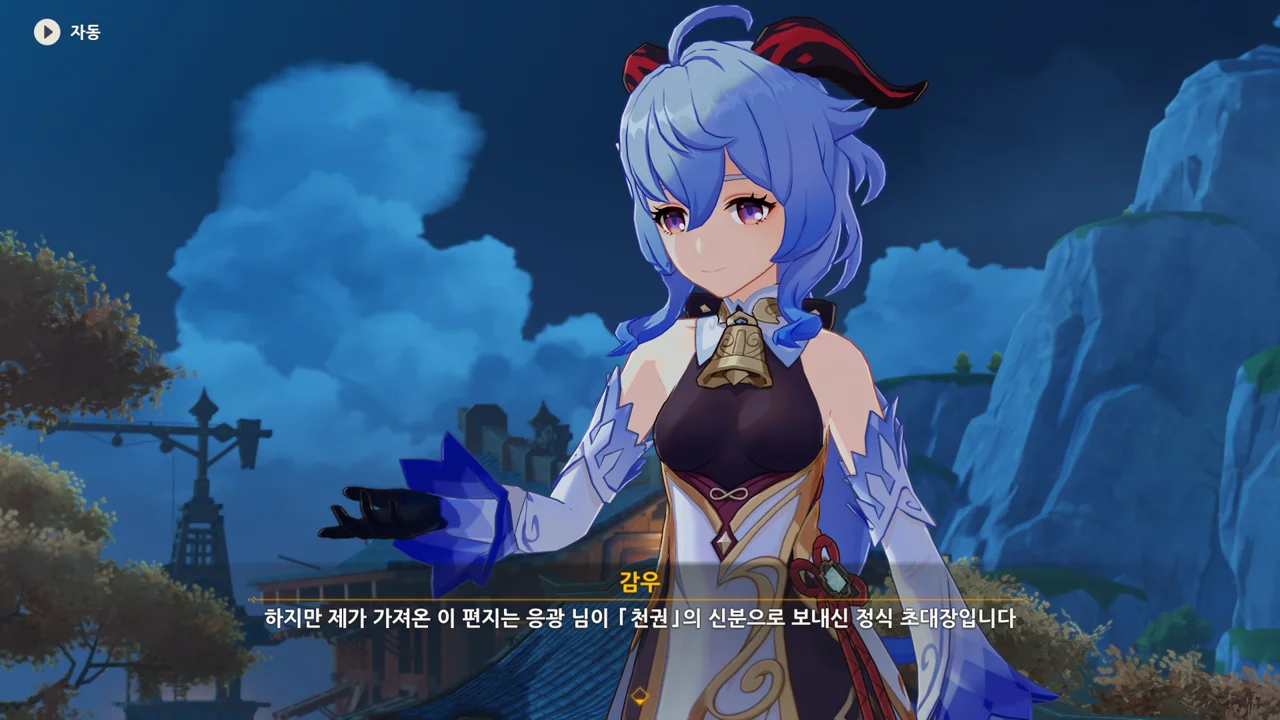 자동
감우
하지만 제가 가져온 이 편지는 응광 님이 「천권」의 신분으로 보내신 정식 초대장입니다